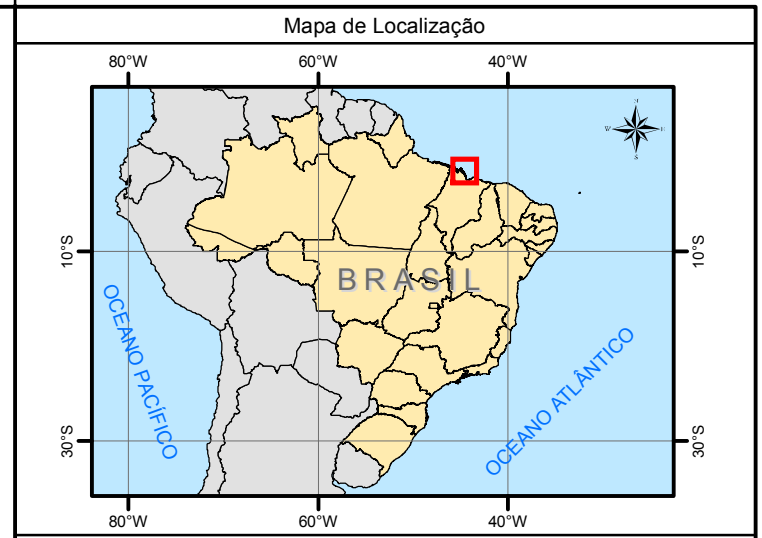 Mapa de Localização
80°W 60°W 40°W
N
W E
S
10°S 10°S
BRASIL
OCEANO PACÍFICO
OCEANO ATLÂNTICO
30°S 30°S
80°W 60°W 40°W